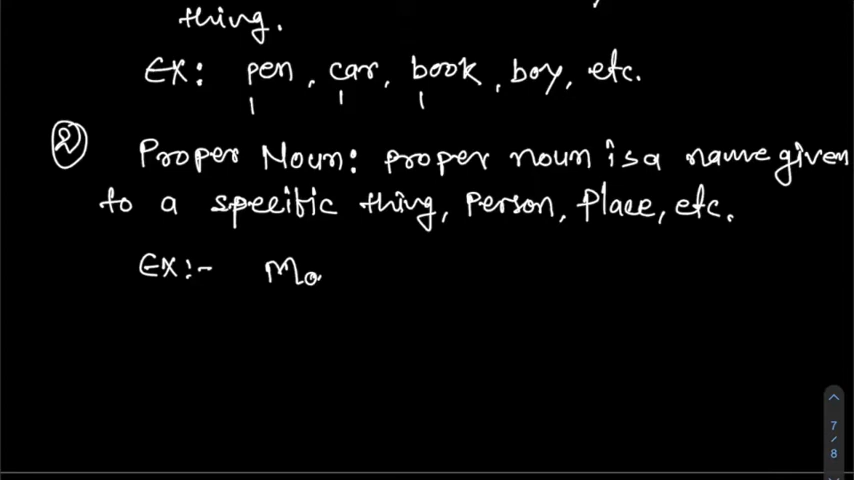 thing.
Ex: pen, car, book, boy, etc.
2 Proper Noun: proper noun is a name given
to a specific thing, person, place, etc.
Ex:- Mo
7
/
8